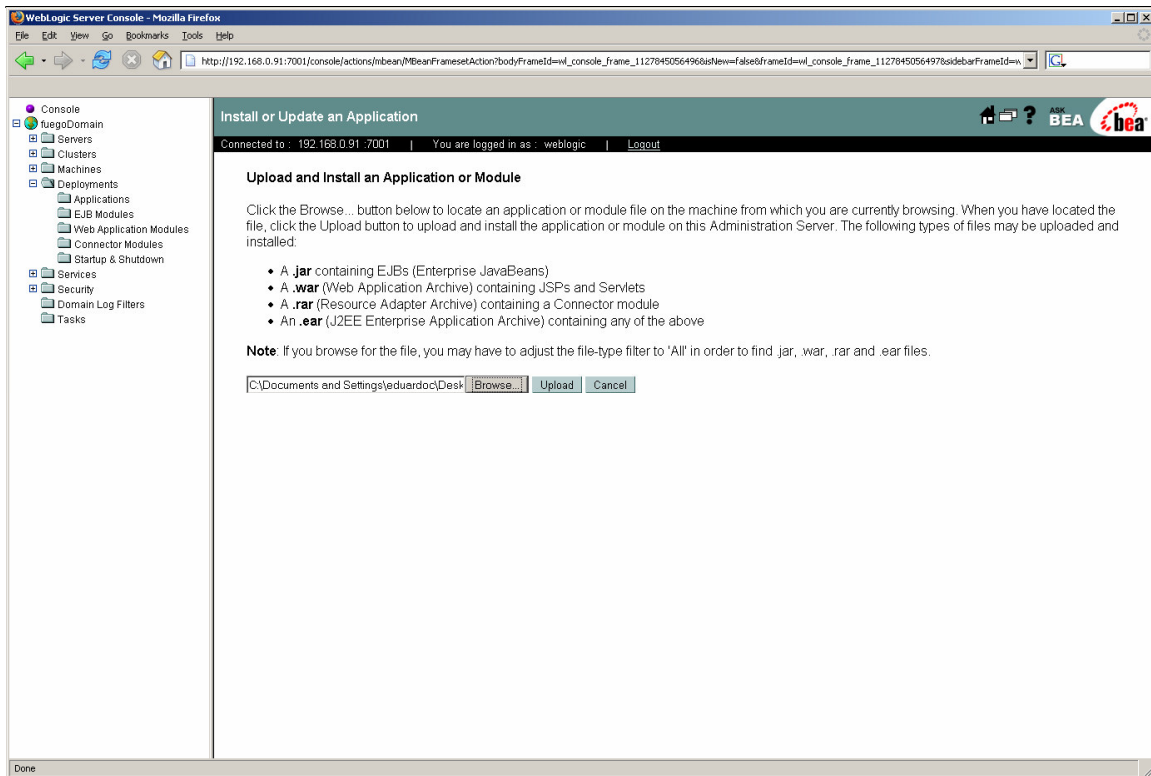 WebLogic Server Console - Mozilla Firefox
File Edit View Go Bookmarks Tools Help
http://192.168.0.91:7001/console/actions/mbean/MBeanFramesetAction?bodyFrameId=wl_console_frame_1127845056496&isNew=false&frameId=wl_console_frame_1127845056497&sidebarFrameId=w
G
Console
fuegoDomain
Servers
Clusters
Machines
Deployments
Applications
EJB Modules
Web Application Modules
Connector Modules
Startup & Shutdown
Services
Security
Domain Log Filters
Tasks
Install or Update an Application
? ASK BEA bea
Connected to : 192.168.0.91 :7001 | You are logged in as : weblogic | Logout
Upload and Install an Application or Module
Click the Browse... button below to locate an application or module file on the machine from which you are currently browsing. When you have located the
file, click the Upload button to upload and install the application or module on this Administration Server. The following types of files may be uploaded and
installed:
• A .jar containing EJBs (Enterprise JavaBeans)
• A .war (Web Application Archive) containing JSPs and Servlets
• A .rar (Resource Adapter Archive) containing a Connector module
• An .ear (J2EE Enterprise Application Archive) containing any of the above
Note: If you browse for the file, you may have to adjust the file-type filter to 'All' in order to find .jar, .war, .rar and .ear files.
C:\Documents and Settings\eduardoc\Desk Browse... Upload Cancel
Done